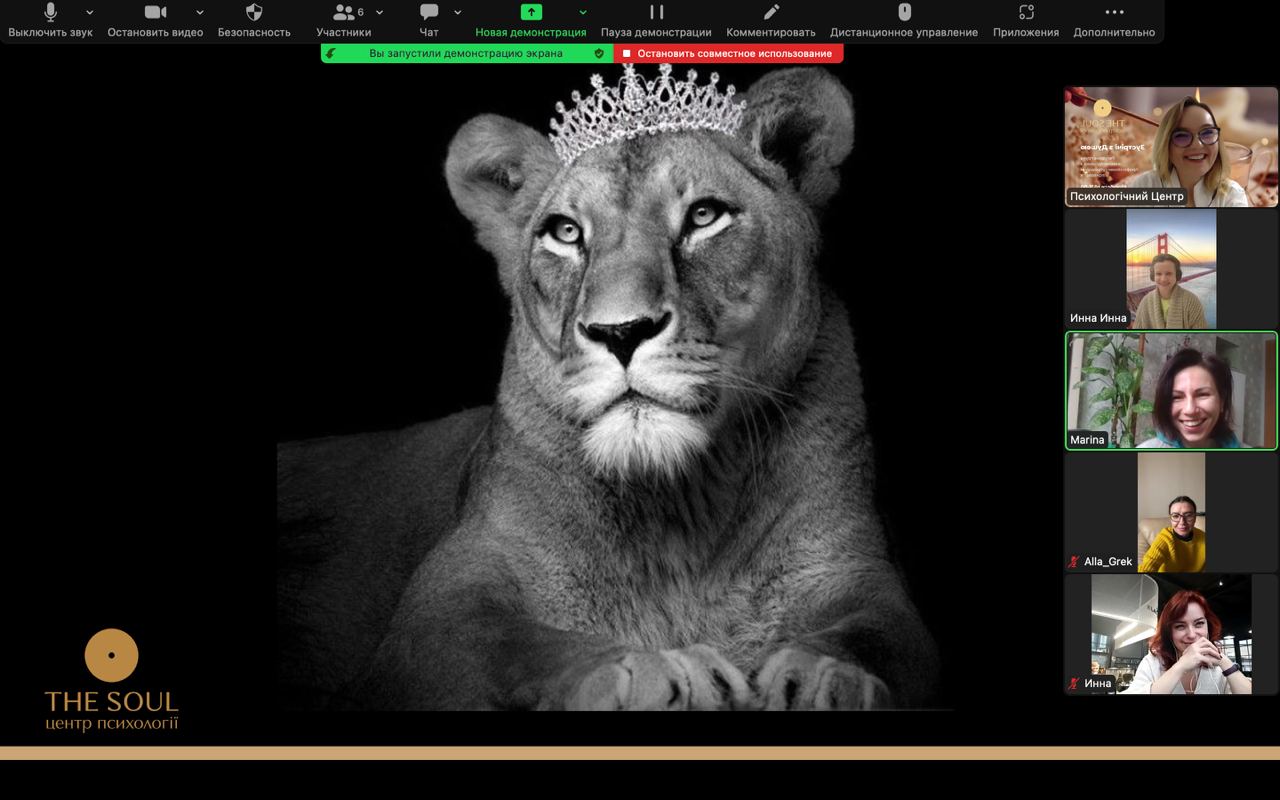 Выключить звук
Остановить видео
Безопасность
6
Участники
Чат
Новая демонстрация
Пауза демонстрации
Комментировать
Дистанционное управление
Приложения
Дополнительно
Вы запустили демонстрацию экрана
Остановить совместное использование
THE SOUL
Зустрічі з Душею
Психологічний Центр
Инна Инна
Marina
Alla_Grek
Инна
THE SOUL
центр психології